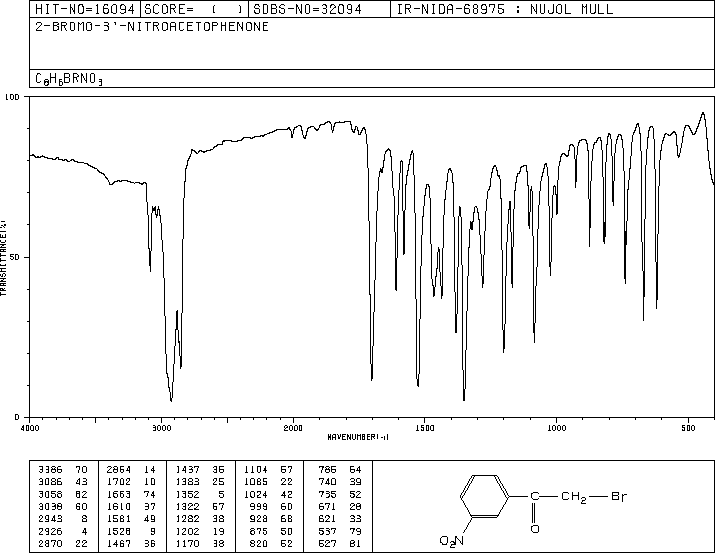 HIT-NO=16094 SCORE= ( ) SDBS-NO=32094 IR-NIDA-68975 : NUJOL MULL
2-BROMO-3'-NITROACETOPHENONE
C8H6BRNO3
100
50
0
TRANSMITTANCE(%)
4000 3000 2000 1500 1000 500
WAVENUMBER(-1)
3386 70 2864 14 1437 36 1104 57 786 64
3086 43 1702 10 1383 25 1085 22 740 39
3058 62 1663 74 1352 5 1024 42 735 52
3038 60 1610 37 1322 57 999 60 671 28
2943 8 1581 49 1282 38 928 68 621 33
2926 4 1528 9 1202 19 875 50 537 79
2870 22 1467 36 1170 38 820 52 527 81
C CH2 Br
O
O2N